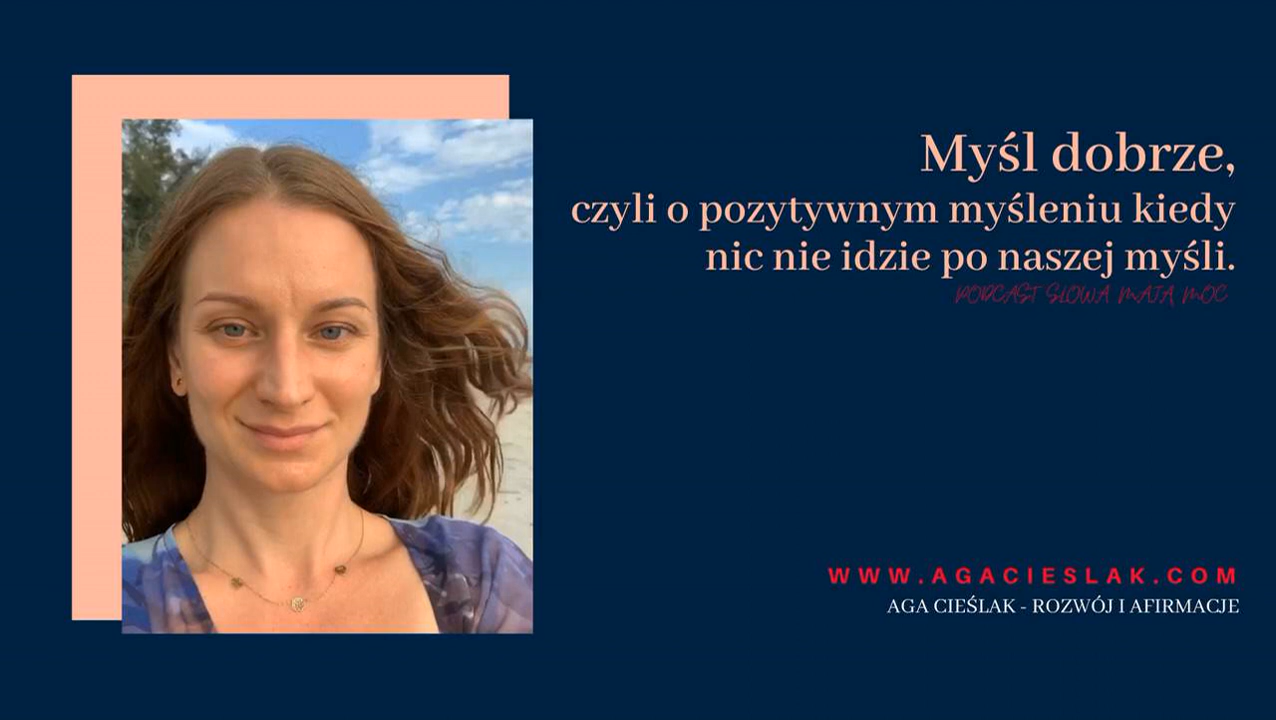 Myśl dobrze,
czyli o pozytywnym myśleniu kiedy
nic nie idzie po naszej myśli.
PODCAST SŁOWA MAJĄ MOC
WWW.AGACIESLAK.COM
AGA CIEŚLAK - ROZWÓJ I AFIRMACJE